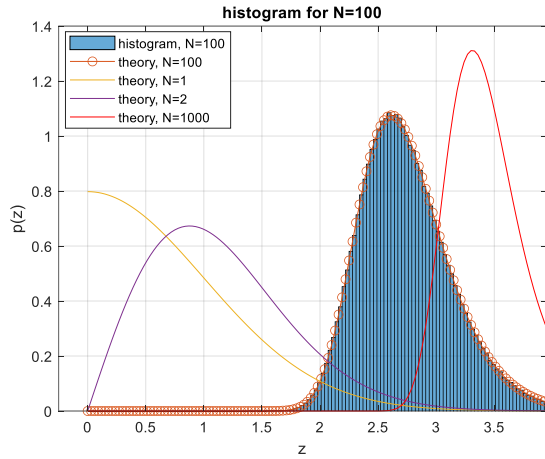 histogram for N=100
1.4
1.2
1
0.8
0.6
0.4
0.2
0
p(z)
histogram, N=100
theory, N=100
theory, N=1
theory, N=2
theory, N=1000
0 0.5 1 1.5 2 2.5 3 3.5
z